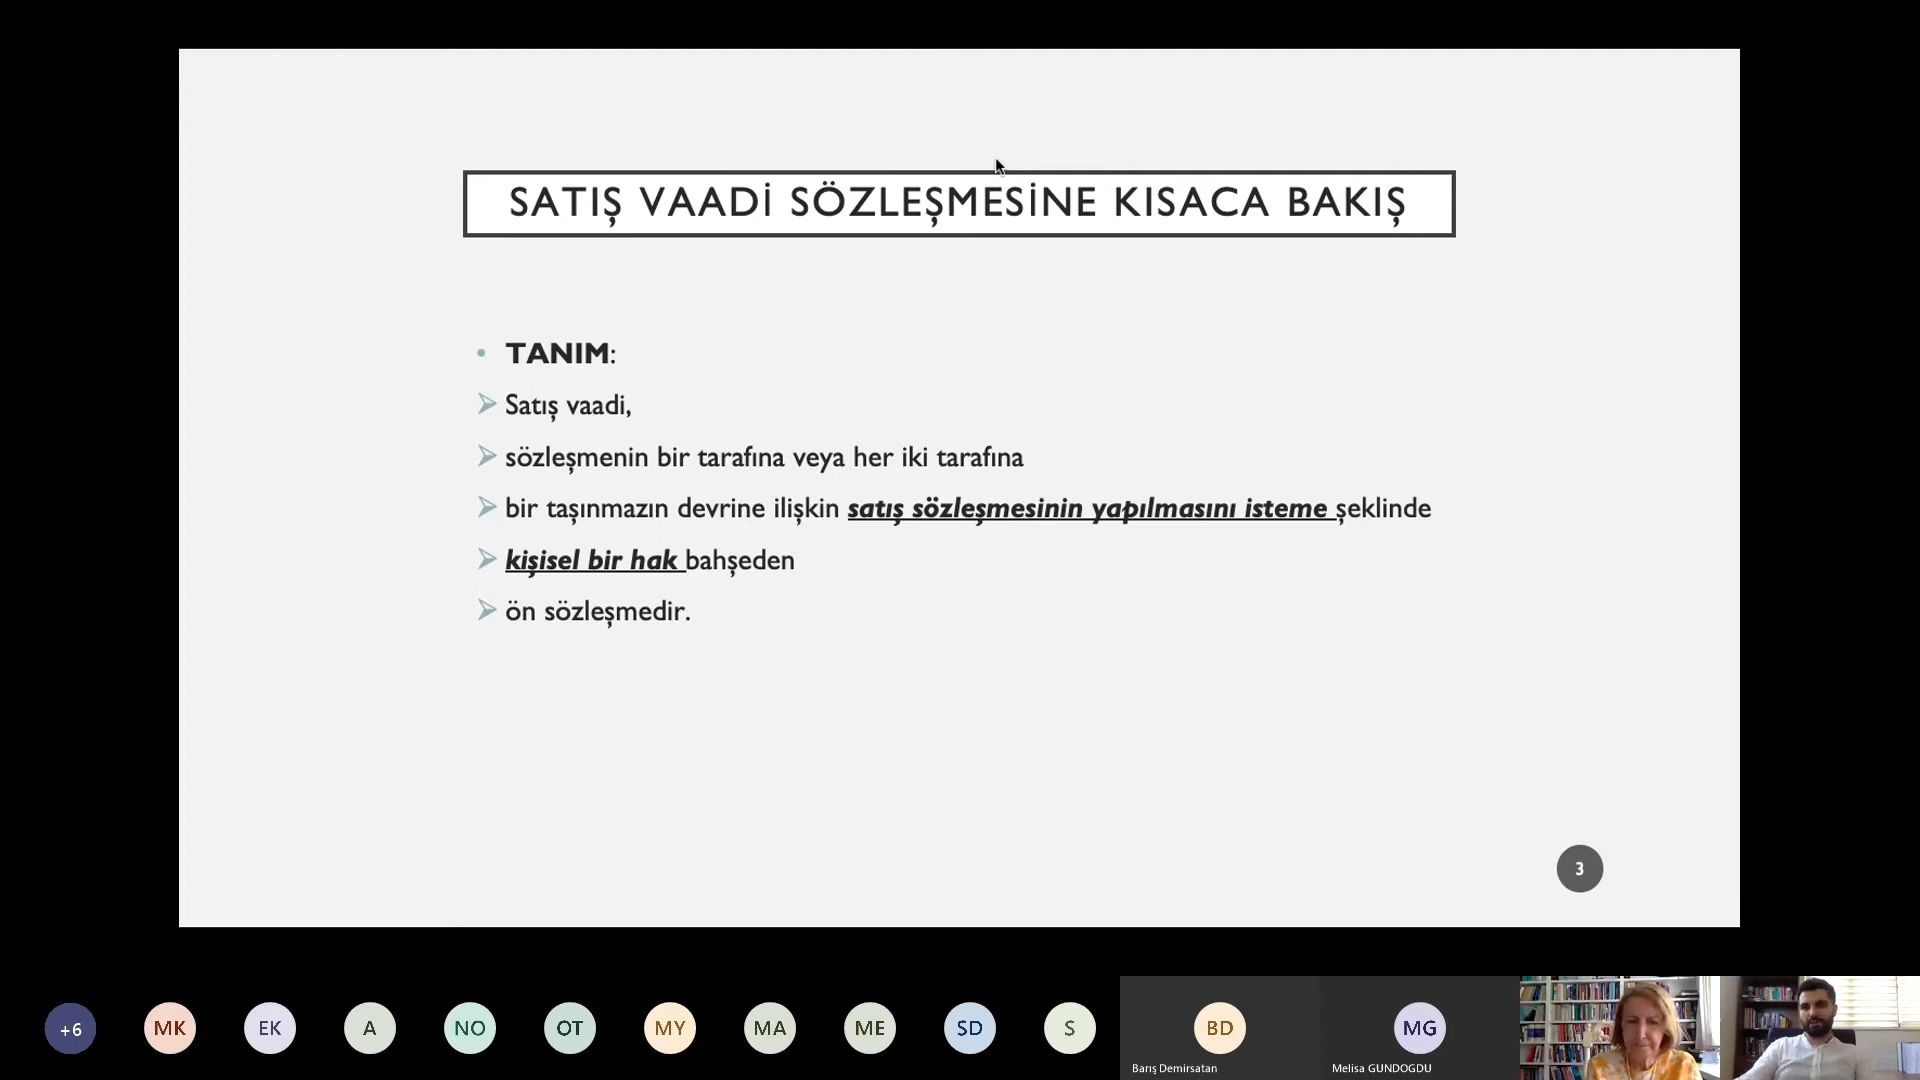 SATIŞ VAADİ SÖZLEŞMESİNE KISACA BAKIŞ
• TANIM:
➢ Satış vaadi,
➢ sözleşmenin bir tarafına veya her iki tarafına
➢ bir taşınmazın devrine ilişkin satış sözleşmesinin yapılmasını isteme şeklinde
➢ kişisel bir hak bahşeden
➢ ön sözleşmedir.
3
+6 MK EK A NO OT MY MA ME SD S BD MG
Barış Demirsatan Melisa GUNDOGDU